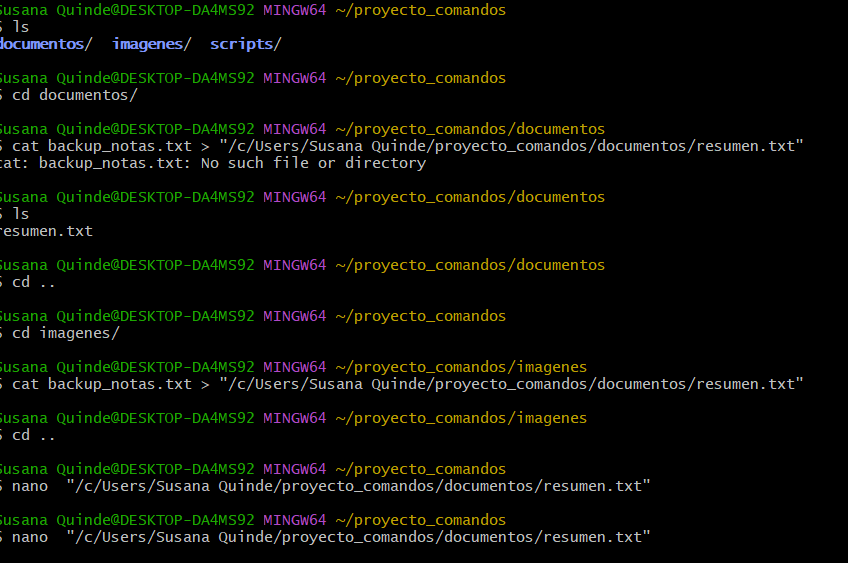 Susana Quinde@DESKTOP-DA4MS92 MINGW64 ~/proyecto_comandos
$ ls
documentos/  imagenes/  scripts/
Susana Quinde@DESKTOP-DA4MS92 MINGW64 ~/proyecto_comandos
$ cd documentos/
Susana Quinde@DESKTOP-DA4MS92 MINGW64 ~/proyecto_comandos/documentos
$ cat backup_notas.txt > "/c/Users/Susana Quinde/proyecto_comandos/documentos/resumen.txt"
cat: backup_notas.txt: No such file or directory
Susana Quinde@DESKTOP-DA4MS92 MINGW64 ~/proyecto_comandos/documentos
$ ls
resumen.txt
Susana Quinde@DESKTOP-DA4MS92 MINGW64 ~/proyecto_comandos/documentos
$ cd ..
Susana Quinde@DESKTOP-DA4MS92 MINGW64 ~/proyecto_comandos
$ cd imagenes/
Susana Quinde@DESKTOP-DA4MS92 MINGW64 ~/proyecto_comandos/imagenes
$ cat backup_notas.txt > "/c/Users/Susana Quinde/proyecto_comandos/documentos/resumen.txt"
Susana Quinde@DESKTOP-DA4MS92 MINGW64 ~/proyecto_comandos/imagenes
$ cd ..
Susana Quinde@DESKTOP-DA4MS92 MINGW64 ~/proyecto_comandos
$ nano  "/c/Users/Susana Quinde/proyecto_comandos/documentos/resumen.txt"
Susana Quinde@DESKTOP-DA4MS92 MINGW64 ~/proyecto_comandos
$ nano  "/c/Users/Susana Quinde/proyecto_comandos/documentos/resumen.txt"